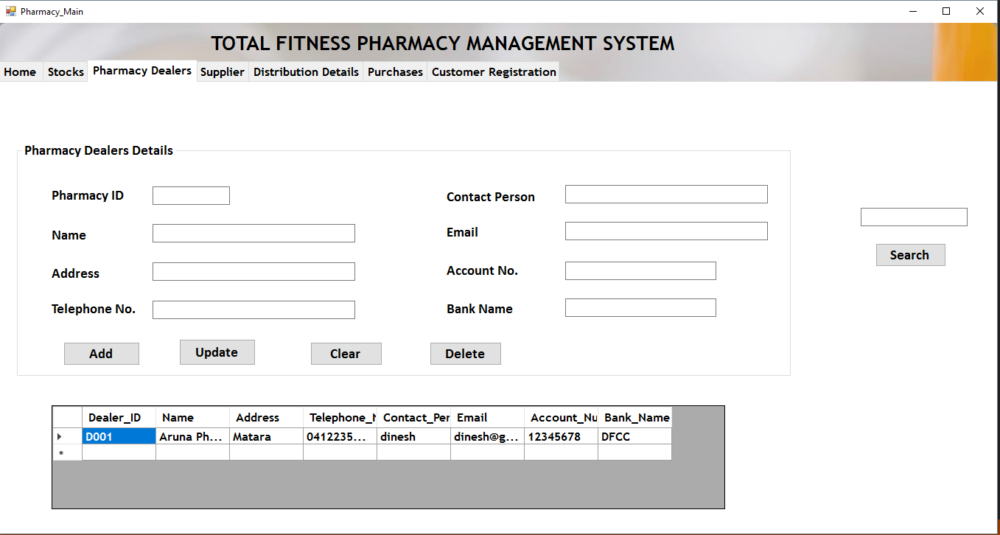 Pharmacy_Main
TOTAL FITNESS PHARMACY MANAGEMENT SYSTEM
Home Stocks Pharmacy Dealers Supplier Distribution Details Purchases Customer Registration
Pharmacy Dealers Details
Pharmacy ID
Name
Address
Telephone No.
Contact Person
Email
Account No.
Bank Name
Add Update Clear Delete
Search
Dealer_ID Name Address Telephone_N Contact_Per Email Account_Nu Bank_Name
D001 Aruna Ph... Matara 0412235... dinesh dinesh@g... 12345678 DFCC